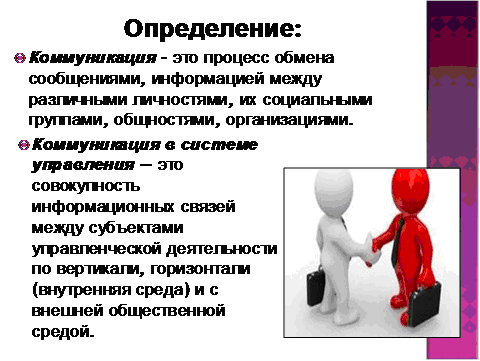 Определение:
Коммуникация - это процесс обмена
сообщениями, информацией между
различными личностями, их социальными
группами, общностями, организациями.
Коммуникация в системе
управления — это
совокупность
информационных связей
между субъектами
управленческой деятельности
по вертикали, горизонтали
(внутренняя среда) и с
внешней общественной
средой.